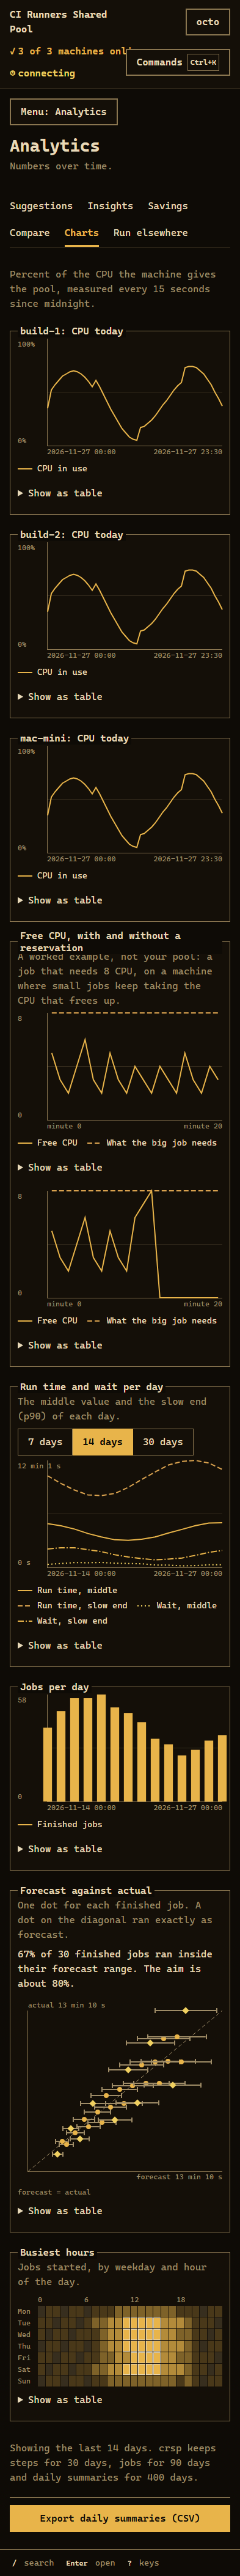 CI Runners Shared
Pool
octo
✓ 3 of 3 machines onl
Commands Ctrl+K
connecting
Menu: Analytics
Analytics
Numbers over time.
Suggestions Insights Savings
Compare Charts Run elsewhere
Percent of the CPU the machine gives
the pool, measured every 15 seconds
since midnight.
build-1: CPU today
100%
0%
2026-11-27 00:00 2026-11-27 23:30
CPU in use
▶ Show as table
build-2: CPU today
100%
0%
2026-11-27 00:00 2026-11-27 23:30
CPU in use
▶ Show as table
mac-mini: CPU today
100%
0%
2026-11-27 00:00 2026-11-27 23:30
CPU in use
▶ Show as table
Free CPU, with and without a
reservation
A worked example, not your pool: a
job that needs 8 CPU, on a machine
where small jobs keep taking the
CPU that frees up.
8
0
minute 0 minute 20
Free CPU What the big job needs
▶ Show as table
8
0
minute 0 minute 20
Free CPU What the big job needs
▶ Show as table
Run time and wait per day
The middle value and the slow end
(p90) of each day.
7 days 14 days 30 days
12 min 1 s
0 s
2026-11-14 00:00 2026-11-27 00:00
Run time, middle
Run time, slow end Wait, middle
Wait, slow end
▶ Show as table
Jobs per day
58
0
2026-11-14 00:00 2026-11-27 00:00
Finished jobs
▶ Show as table
Forecast against actual
One dot for each finished job. A
dot on the diagonal ran exactly as
forecast.
67% of 30 finished jobs ran inside
their forecast range. The aim is
about 80%.
actual 13 min 10 s
forecast 13 min 10 s
forecast = actual
▶ Show as table
Busiest hours
Jobs started, by weekday and hour
of the day.
0 6 12 18
Mon
Tue
Wed
Thu
Fri
Sat
Sun
▶ Show as table
Showing the last 14 days. crsp keeps
steps for 30 days, jobs for 90 days
and daily summaries for 400 days.
Export daily summaries (CSV)
/ search Enter open ? keys